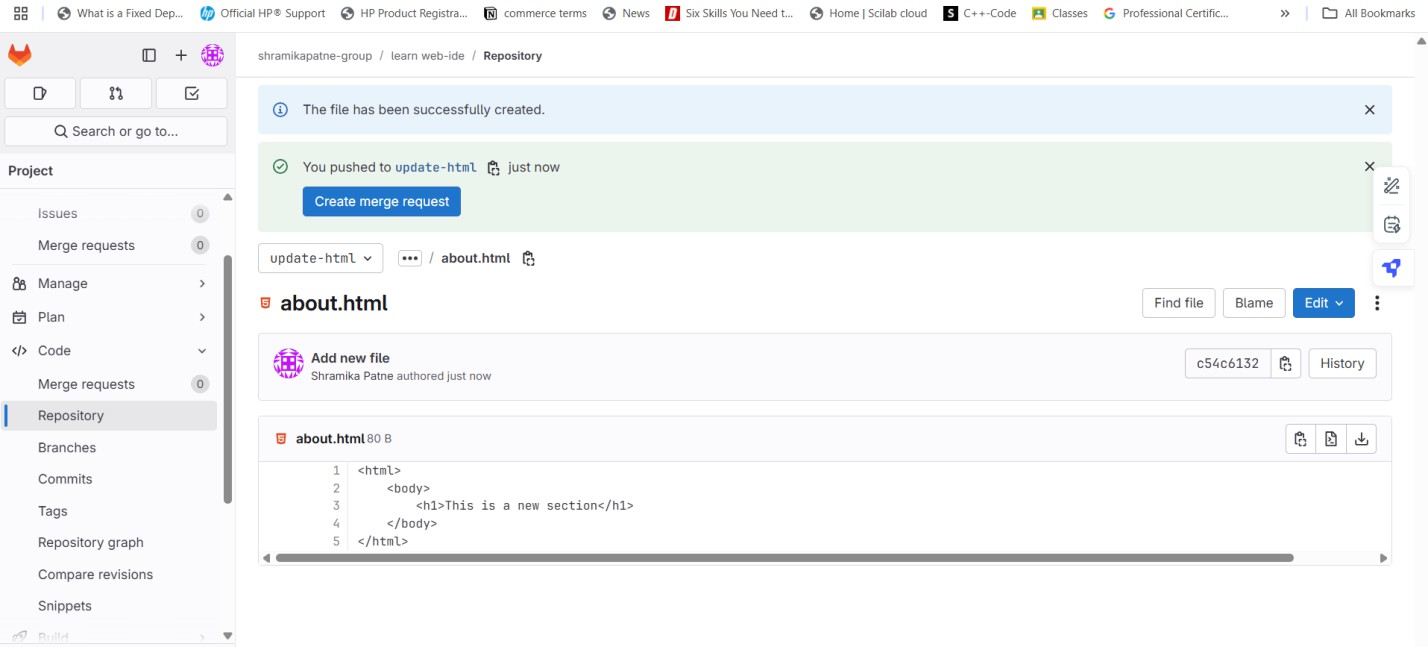 What is a Fixed Dep... Official HP® Support HP Product Registra... commerce terms News Six Skills You Need t... Home | Scilab cloud C++-Code Classes Professional Certific... » All Bookmarks
shramikapatne-group / learn web-ide / Repository
Search or go to...
Project
Issues 0
Merge requests 0
Manage
Plan
Code
Merge requests 0
Repository
Branches
Commits
Tags
Repository graph
Compare revisions
Snippets
Build
The file has been successfully created.
You pushed to update-html just now
Create merge request
update-html ••• / about.html
about.html
Find file Blame Edit
Add new file
Shramika Patne authored just now
c54c6132 History
about.html 80 B
1 <html>
2 <body>
3 <h1>This is a new section</h1>
4 </body>
5 </html>